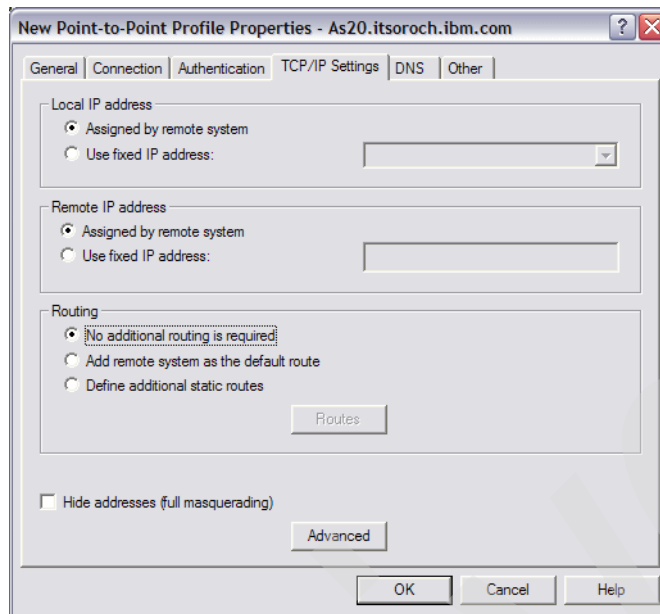 New Point-to-Point Profile Properties - As20.itsoroch.ibm.com
General Connection Authentication TCP/IP Settings DNS Other
Local IP address
Assigned by remote system
Use fixed IP address:
Remote IP address
Assigned by remote system
Use fixed IP address:
Routing
No additional routing is required
Add remote system as the default route
Define additional static routes
Routes
Hide addresses (full masquerading)
Advanced
OK Cancel Help